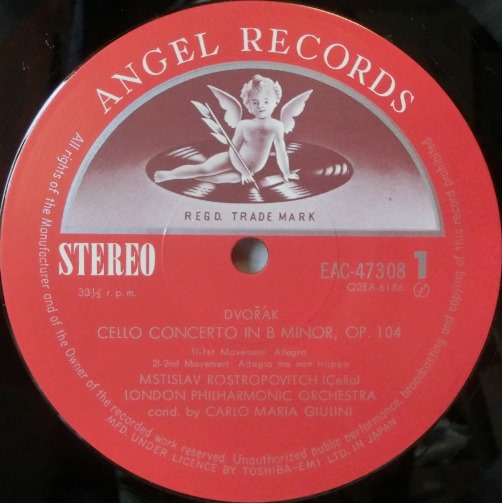 ANGEL RECORDS
REGD. TRADE MARK
STEREO
33⅓ r.p.m.
EAC-47308 1
Q2EA-6186
DVOŘÁK
CELLO CONCERTO IN B MINOR, OP. 104
1)-1st Movement: Allegro
2)-2nd Movement: Adagio ma non troppo
MSTISLAV ROSTROPOVITCH (Cello)
LONDON PHILHARMONIC ORCHESTRA
cond. by CARLO MARIA GIULINI
All rights of the Manufacturer and of the Owner of the recorded work reserved. Unauthorized public performance, broadcasting and copying of this record prohibited.
MFD. UNDER LICENCE BY TOSHIBA-EMI LTD. IN JAPAN